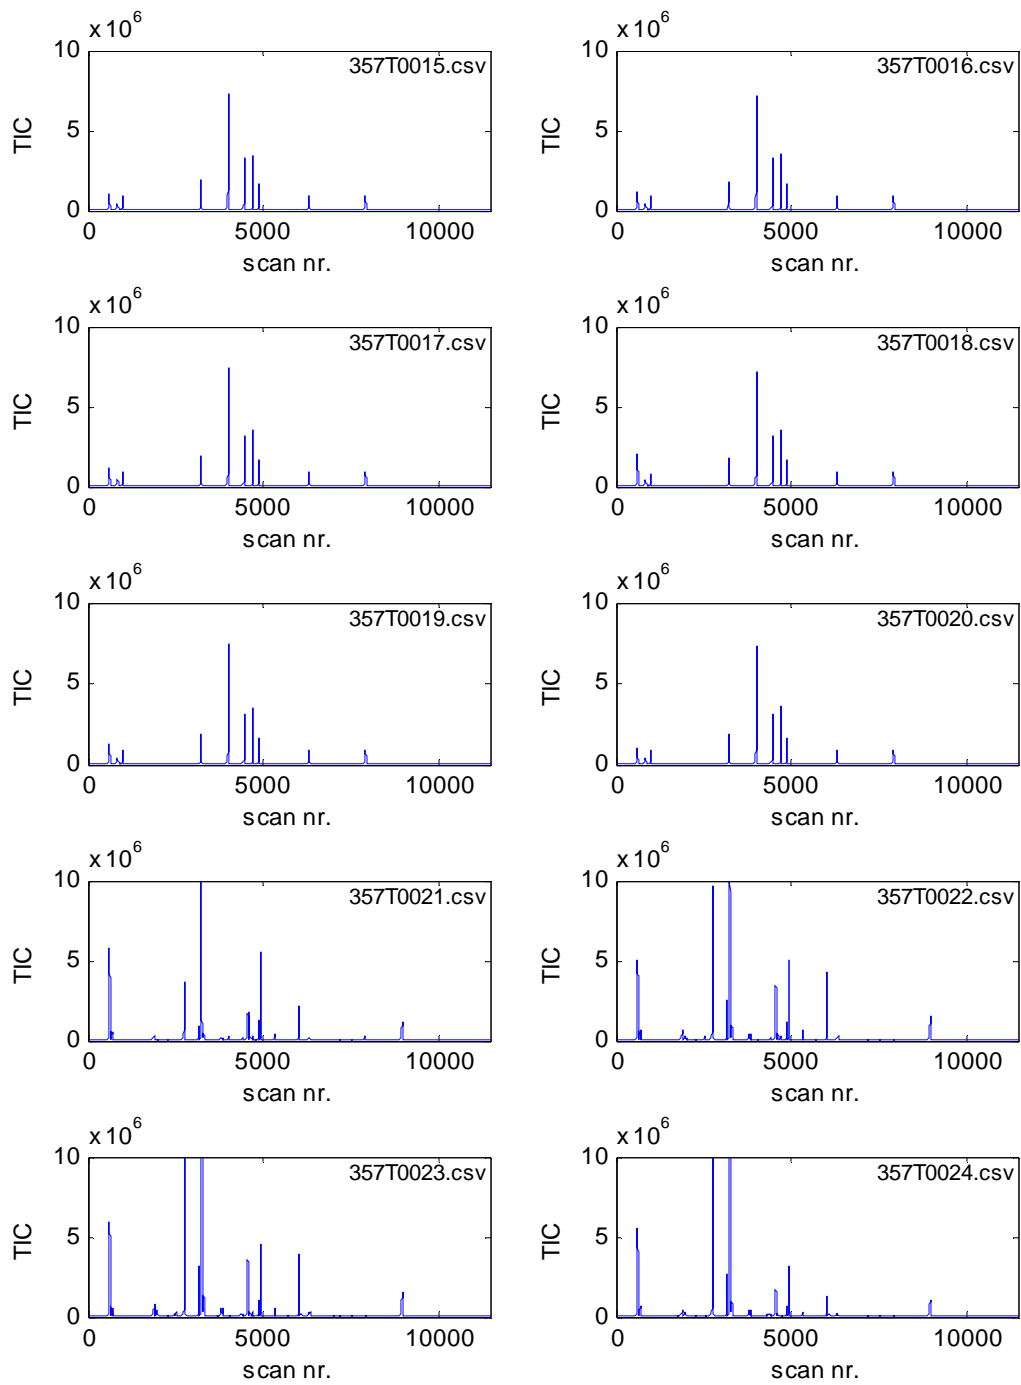 x 10^6
10
5
0
TIC
357T0015.csv
0 5000 10000
scan nr.
x 10^6
10
5
0
TIC
357T0016.csv
0 5000 10000
scan nr.
x 10^6
10
5
0
TIC
357T0017.csv
0 5000 10000
scan nr.
x 10^6
10
5
0
TIC
357T0018.csv
0 5000 10000
scan nr.
x 10^6
10
5
0
TIC
357T0019.csv
0 5000 10000
scan nr.
x 10^6
10
5
0
TIC
357T0020.csv
0 5000 10000
scan nr.
x 10^6
10
5
0
TIC
357T0021.csv
0 5000 10000
scan nr.
x 10^6
10
5
0
TIC
357T0022.csv
0 5000 10000
scan nr.
x 10^6
10
5
0
TIC
357T0023.csv
0 5000 10000
scan nr.
x 10^6
10
5
0
TIC
357T0024.csv
0 5000 10000
scan nr.